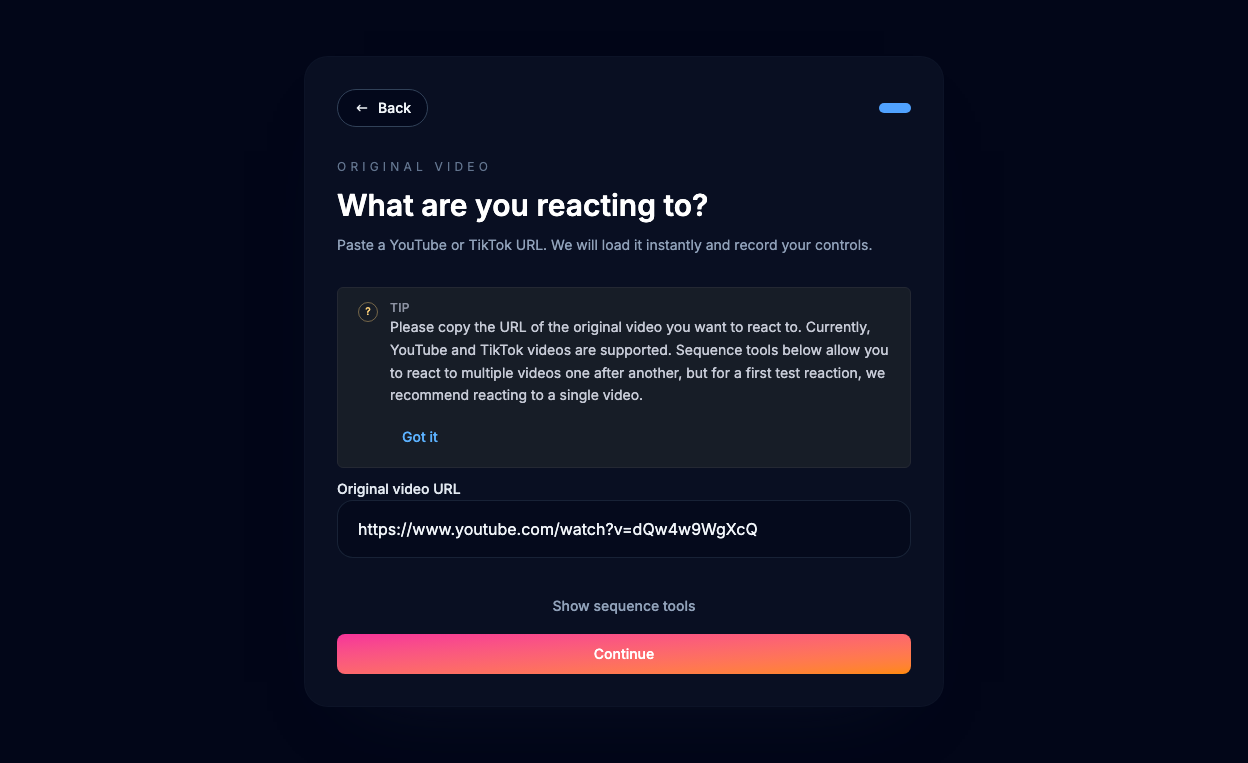 ← Back
ORIGINAL VIDEO
What are you reacting to?
Paste a YouTube or TikTok URL. We will load it instantly and record your controls.
?
TIP
Please copy the URL of the original video you want to react to. Currently,
YouTube and TikTok videos are supported. Sequence tools below allow you
to react to multiple videos one after another, but for a first test reaction, we
recommend reacting to a single video.
Got it
Original video URL
https://www.youtube.com/watch?v=dQw4w9WgXcQ
Show sequence tools
Continue